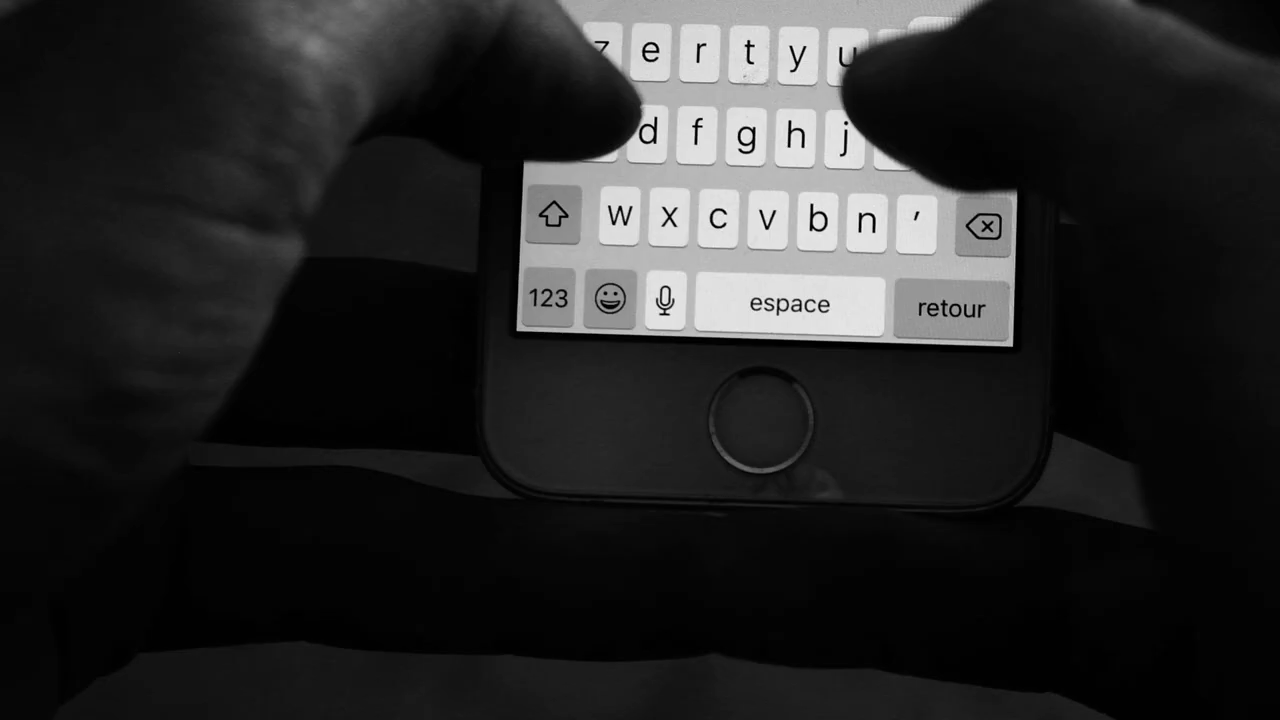 z e r t y u
d f g h j
w x c v b n ′
123 espace retour